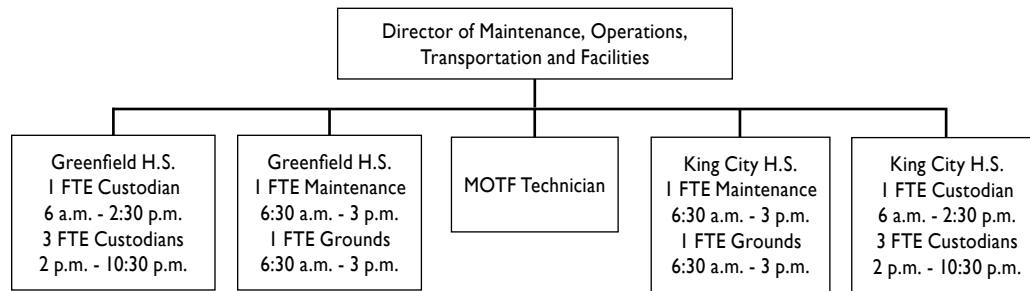 Director of Maintenance, Operations,
Transportation and Facilities
Greenfield H.S.
1 FTE Custodian
6 a.m. - 2:30 p.m.
3 FTE Custodians
2 p.m. - 10:30 p.m.
Greenfield H.S.
1 FTE Maintenance
6:30 a.m. - 3 p.m.
1 FTE Grounds
6:30 a.m. - 3 p.m.
MOTF Technician
King City H.S.
1 FTE Maintenance
6:30 a.m. - 3 p.m.
1 FTE Grounds
6:30 a.m. - 3 p.m.
King City H.S.
1 FTE Custodian
6 a.m. - 2:30 p.m.
3 FTE Custodians
2 p.m. - 10:30 p.m.